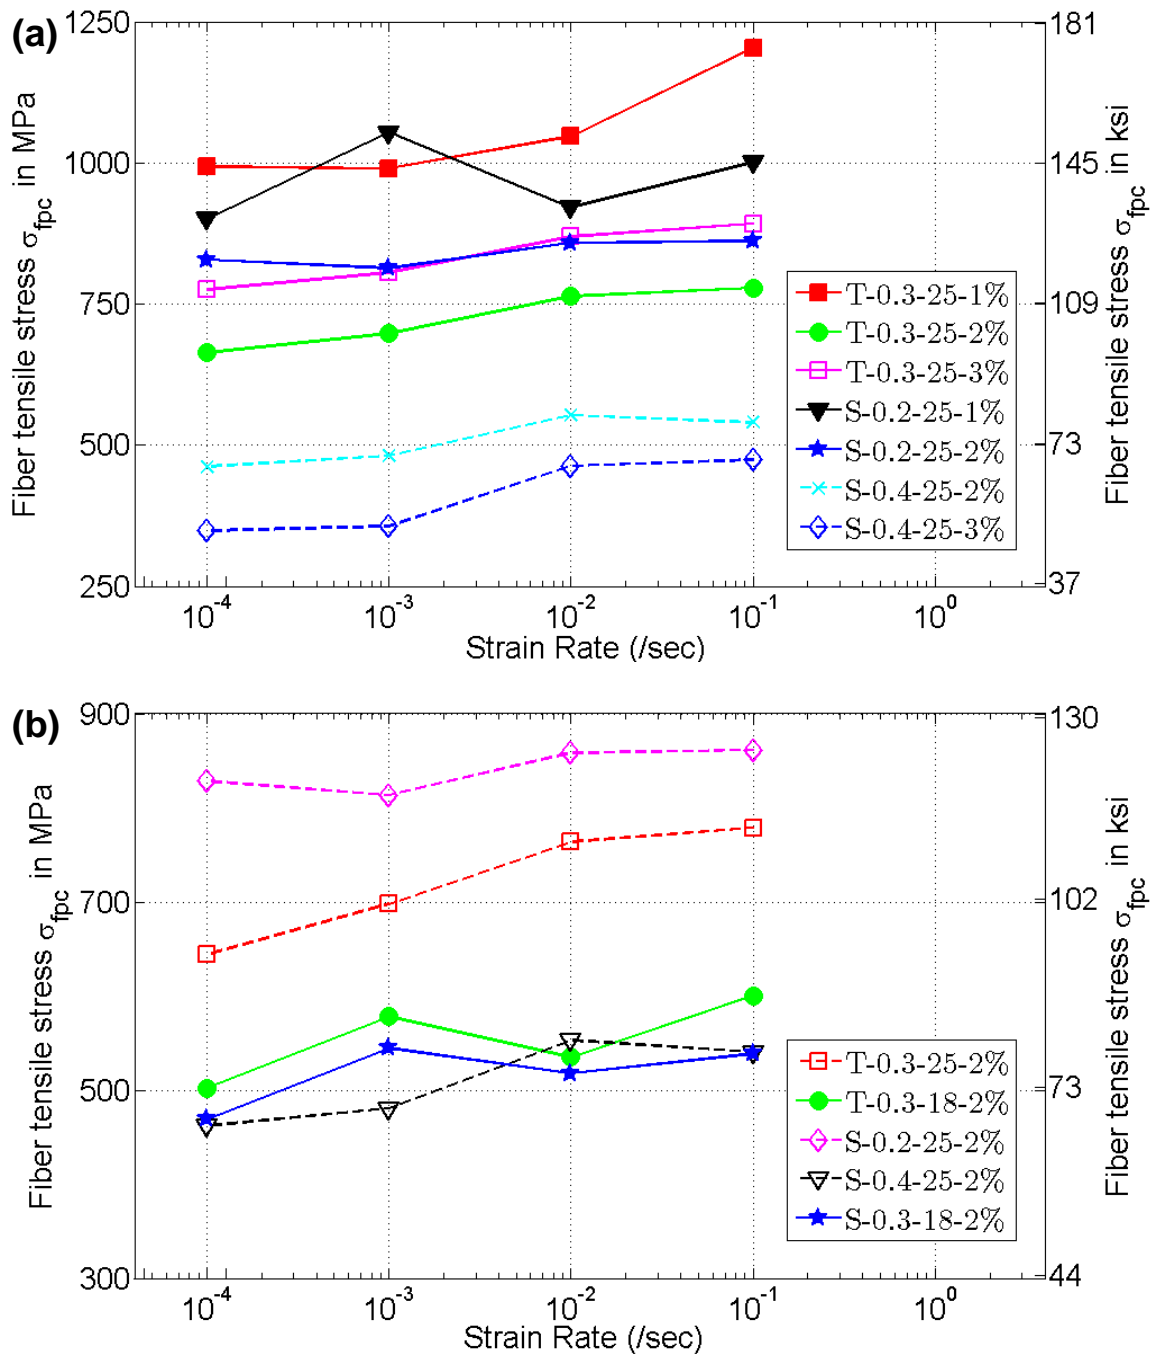 (a)
1250
1000
750
500
250
Fiber tensile stress σfpc in MPa
181
145
109
73
37
Fiber tensile stress σfpc in ksi
T-0.3-25-1%
T-0.3-25-2%
T-0.3-25-3%
S-0.2-25-1%
S-0.2-25-2%
S-0.4-25-2%
S-0.4-25-3%
10⁻⁴ 10⁻³ 10⁻² 10⁻¹ 10⁰
Strain Rate (/sec)
(b)
900
700
500
300
Fiber tensile stress σfpc in MPa
130
102
73
44
Fiber tensile stress σfpc in ksi
T-0.3-25-2%
T-0.3-18-2%
S-0.2-25-2%
S-0.4-25-2%
S-0.3-18-2%
10⁻⁴ 10⁻³ 10⁻² 10⁻¹ 10⁰
Strain Rate (/sec)